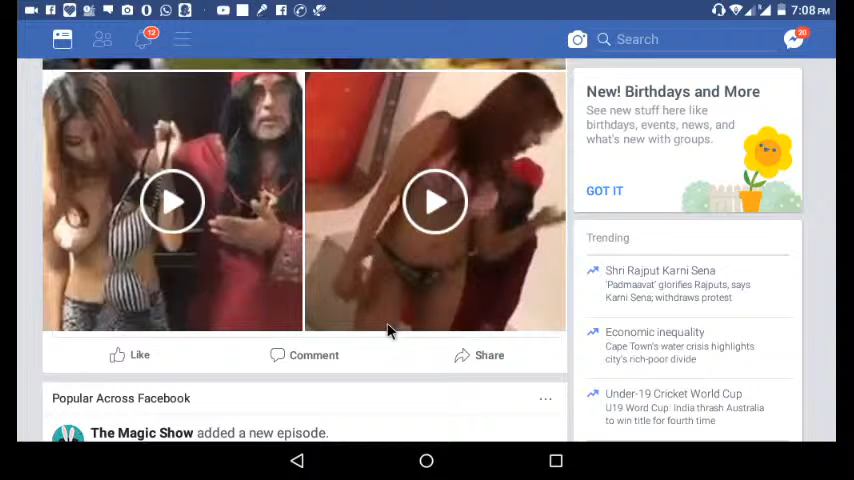 7:08 PM
12
Search
20
New! Birthdays and More
See new stuff here like
birthdays, events, news, and
what's new with groups.
GOT IT
Trending
Shri Rajput Karni Sena
'Padmaavat' glorifies Rajputs, says
Karni Sena; withdraws protest
Economic inequality
Cape Town's water crisis highlights
city's rich-poor divide
Under-19 Cricket World Cup
U19 Word Cup: India thrash Australia
to win title for fourth time
Like
Comment
Share
Popular Across Facebook
The Magic Show added a new episode.